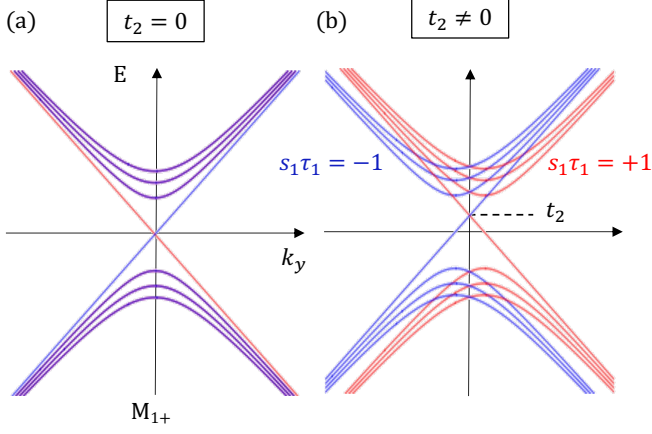 (a)
t₂ = 0
(b)
t₂ ≠ 0
E
s₁τ₁ = −1
s₁τ₁ = +1
t₂
k_y
M₁₊